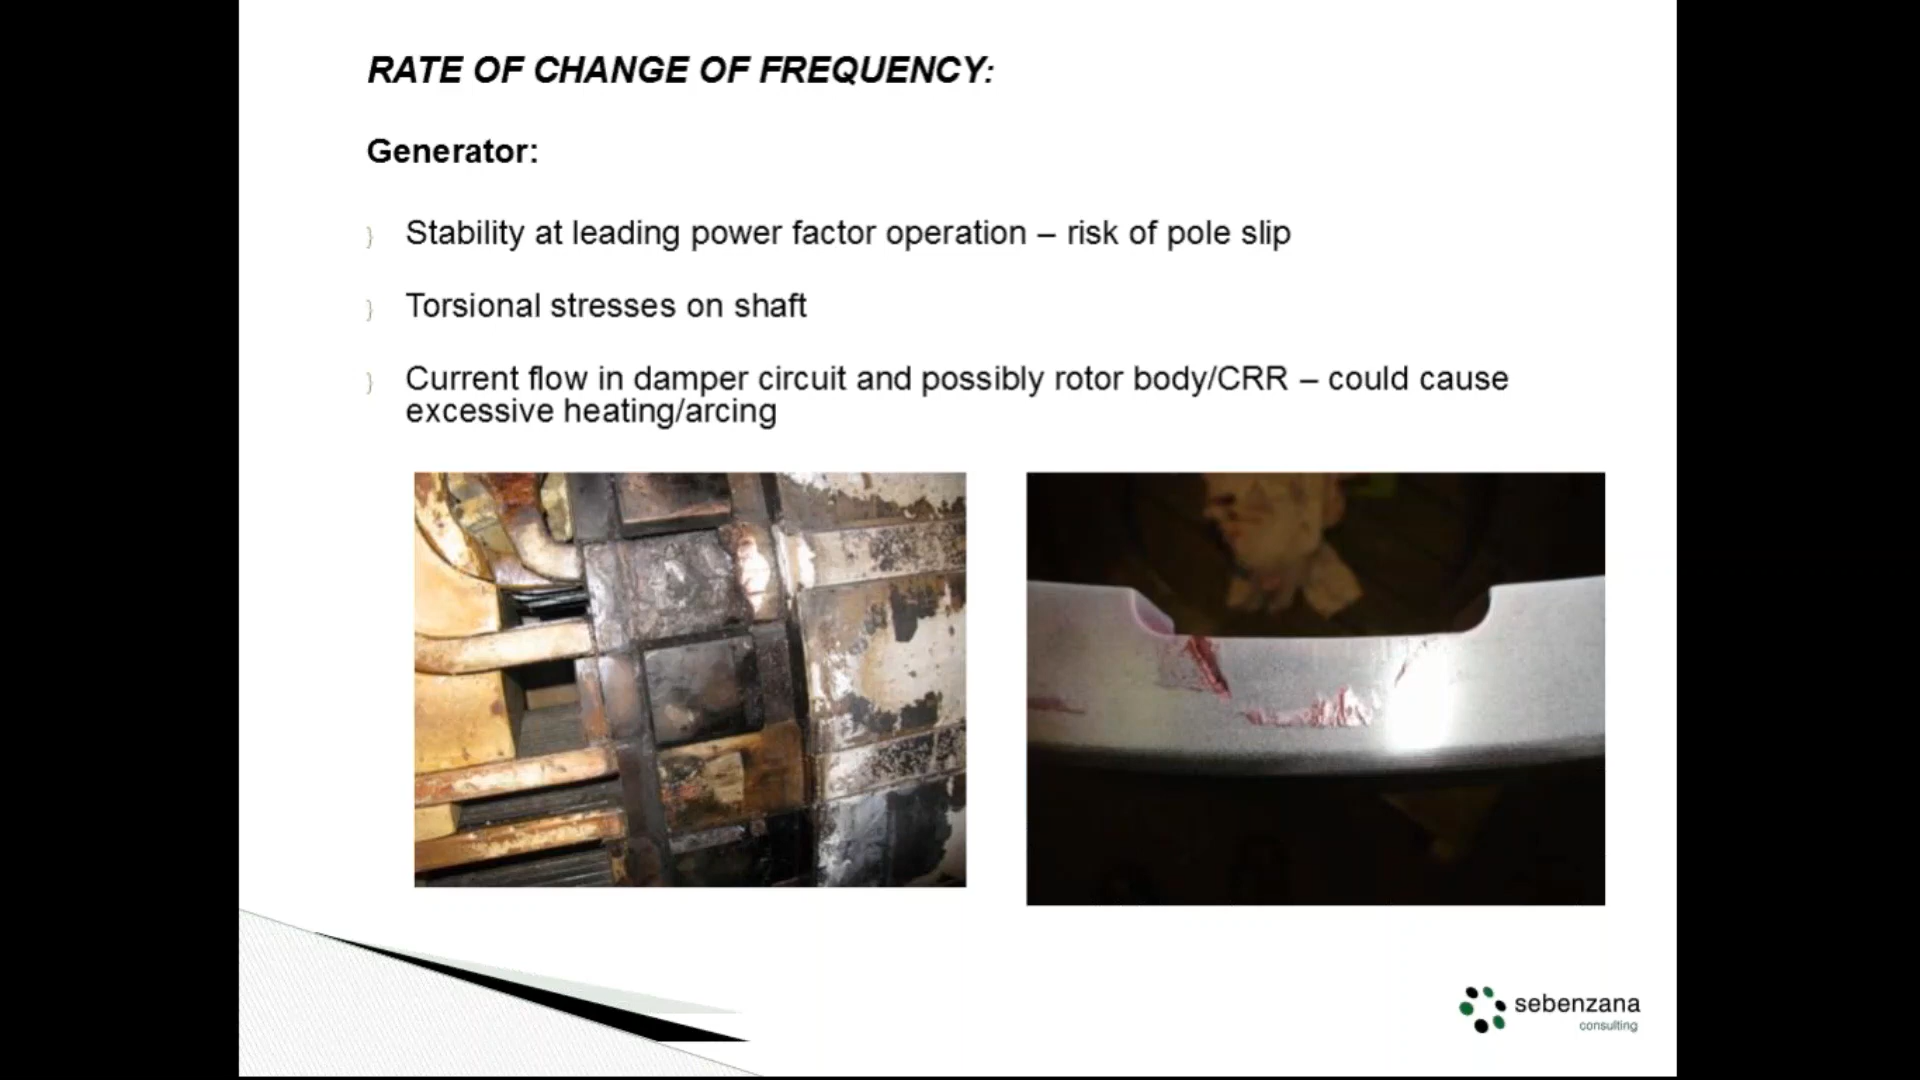 RATE OF CHANGE OF FREQUENCY:
Generator:
Stability at leading power factor operation – risk of pole slip
Torsional stresses on shaft
Current flow in damper circuit and possibly rotor body/CRR – could cause
excessive heating/arcing
sebenzana
consulting